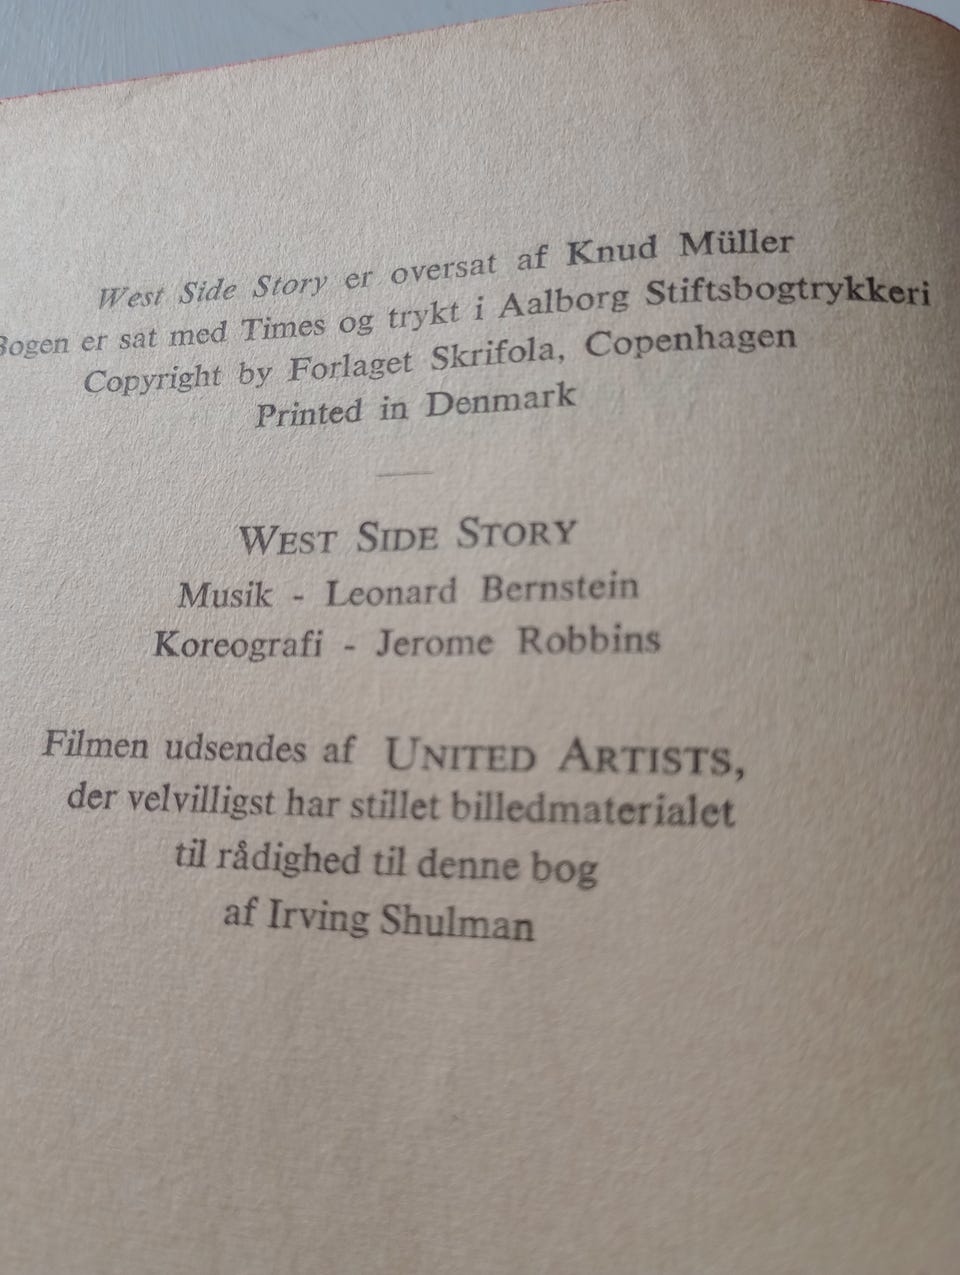 West Side Story er oversat af Knud Müller
Bogen er sat med Times og trykt i Aalborg Stiftsbogtrykkeri
Copyright by Forlaget Skrifola, Copenhagen
Printed in Denmark
WEST SIDE STORY
Musik - Leonard Bernstein
Koreografi - Jerome Robbins
Filmen udsendes af UNITED ARTISTS,
der velvilligst har stillet billedmaterialet
til rådighed til denne bog
af Irving Shulman